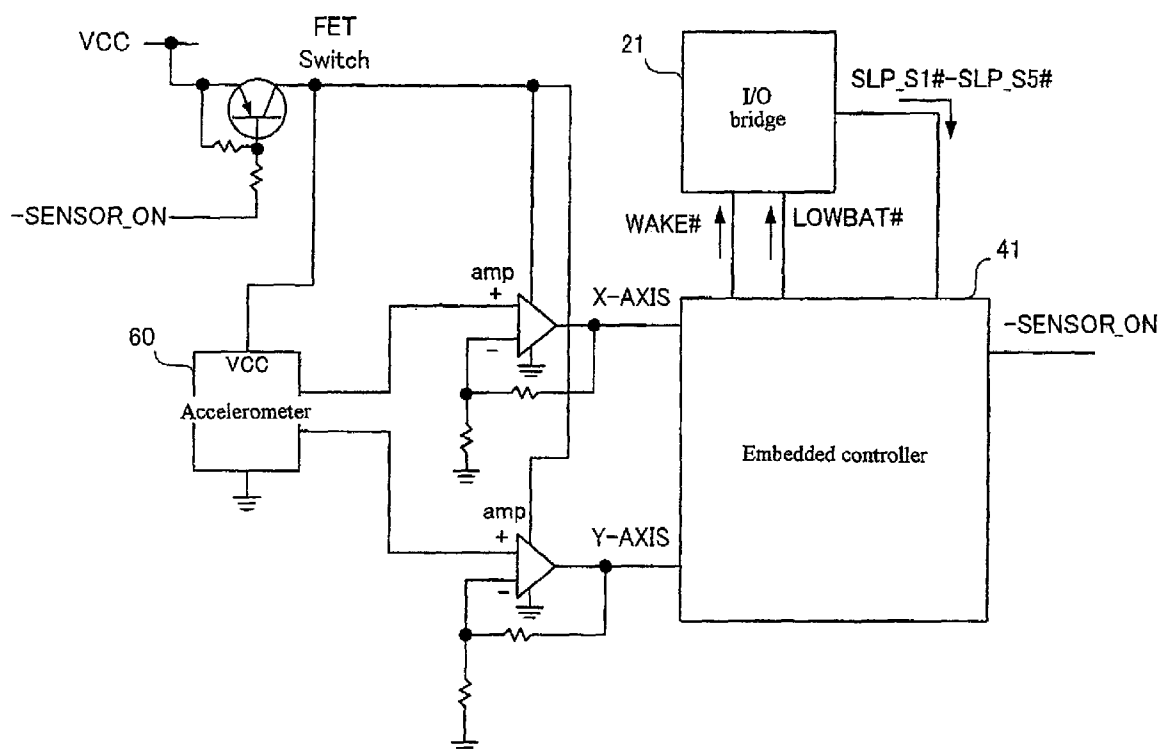 VCC
FET
Switch
21
SLP_S1#-SLP_S5#
I/O
bridge
-SENSOR_ON
WAKE#
LOWBAT#
41
amp
+
-
X-AXIS
-SENSOR_ON
60
VCC
Accelerometer
Embedded controller
amp
+
-
Y-AXIS